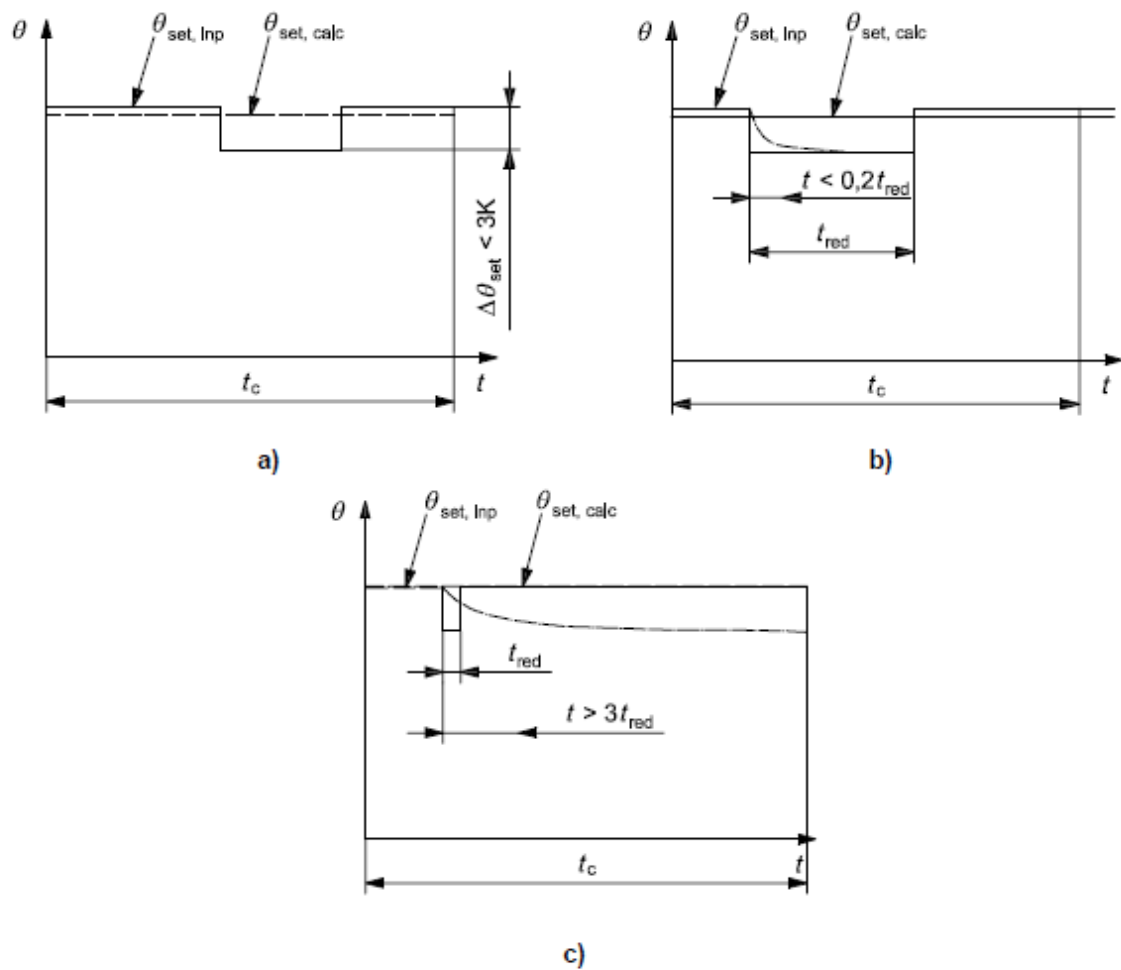 θ θset, Inp θset, calc
Δθset < 3K
t
tc
a)
θ θset, Inp θset, calc
t < 0,2tred
tred
tc t
b)
θ θset, Inp θset, calc
tred
t > 3tred
tc t
c)